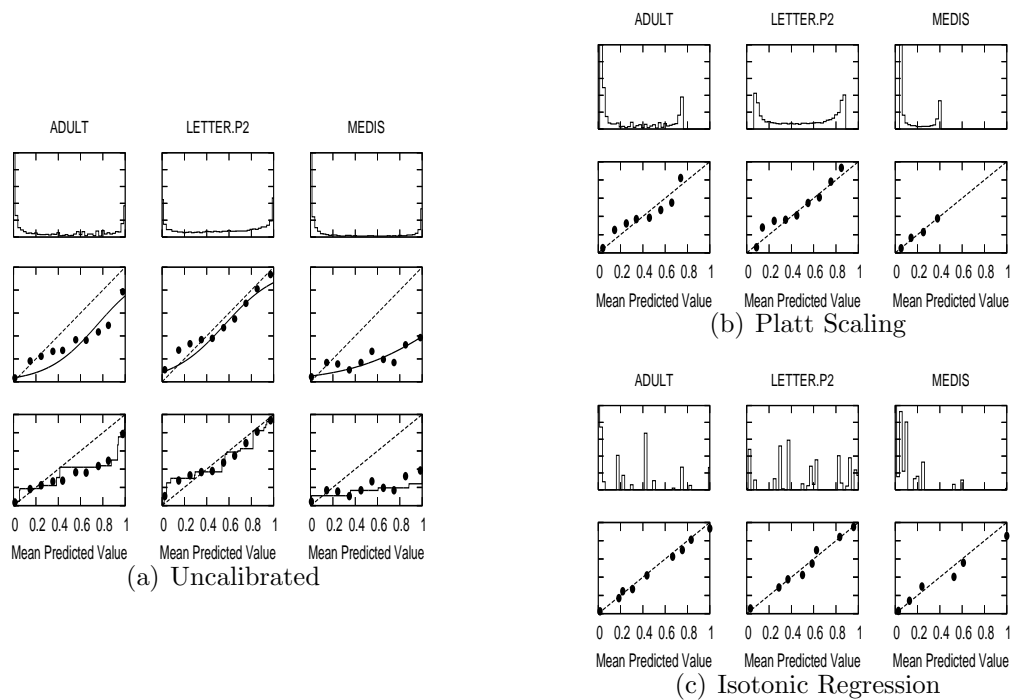 ADULT LETTER.P2 MEDIS
0 0.2 0.4 0.6 0.8 1 0 0.2 0.4 0.6 0.8 1 0 0.2 0.4 0.6 0.8 1
Mean Predicted Value Mean Predicted Value Mean Predicted Value
(a) Uncalibrated
ADULT LETTER.P2 MEDIS
0 0.2 0.4 0.6 0.8 1 0 0.2 0.4 0.6 0.8 1 0 0.2 0.4 0.6 0.8 1
Mean Predicted Value Mean Predicted Value Mean Predicted Value
(b) Platt Scaling
ADULT LETTER.P2 MEDIS
0 0.2 0.4 0.6 0.8 1 0 0.2 0.4 0.6 0.8 1 0 0.2 0.4 0.6 0.8 1
Mean Predicted Value Mean Predicted Value Mean Predicted Value
(c) Isotonic Regression